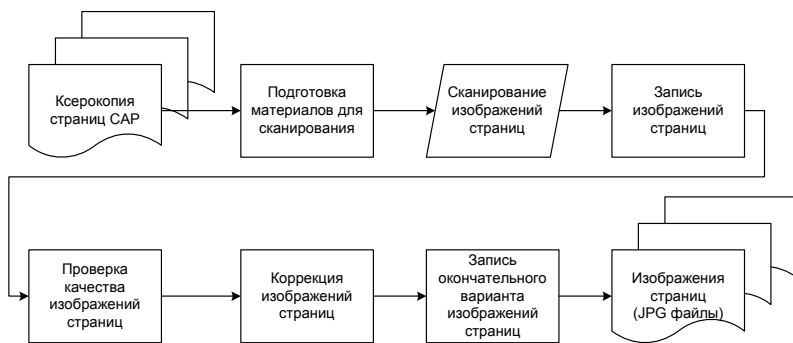 Ксерокопия
страниц САР
Подготовка
материалов для
сканирования
Сканирование
изображений
страниц
Запись
изображений
страниц
Проверка
качества
изображений
страниц
Коррекция
изображений
страниц
Запись
окончательного
варианта
изображений
страниц
Изображения
страниц
(JPG файлы)